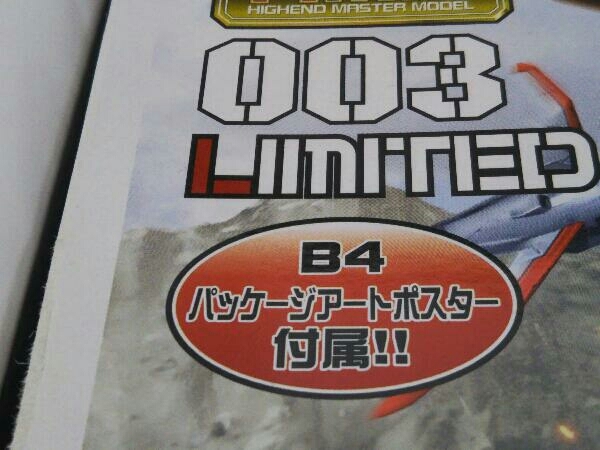 HIGHEND MASTER MODEL
003
LIMITED
B4
パッケージアートポスター
付属!!